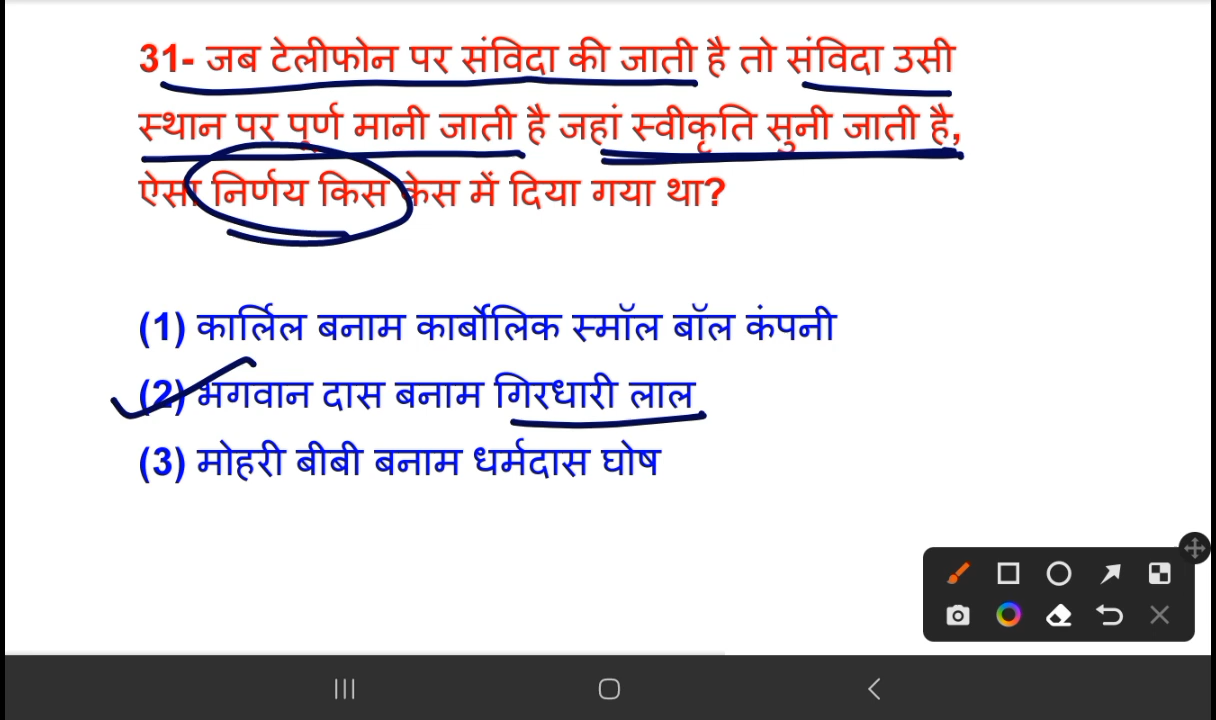 31- जब टेलीफोन पर संविदा की जाती है तो संविदा उसी
स्थान पर पूर्ण मानी जाती है जहां स्वीकृति सुनी जाती है,
ऐसा निर्णय किस केस में दिया गया था?
(1) कार्लिल बनाम कार्बोलिक स्मॉल बॉल कंपनी
(2) भगवान दास बनाम गिरधारी लाल
(3) मोहरी बीबी बनाम धर्मदास घोष